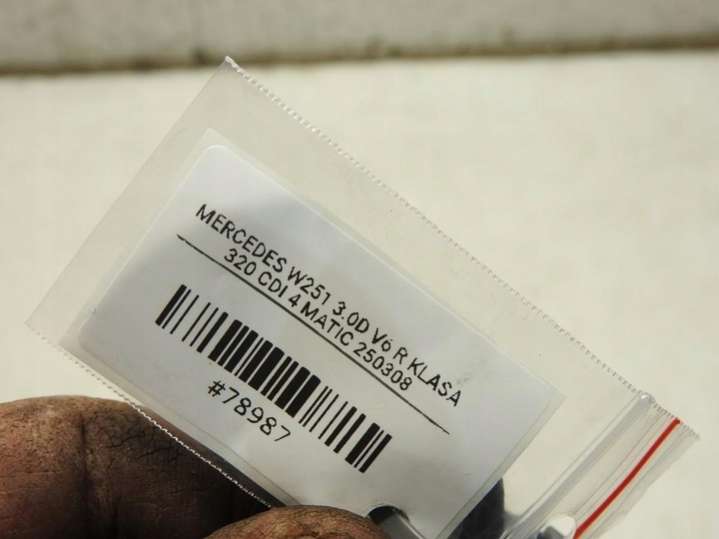 MERCEDES W251 3.0D V6 R KLASA
320 CDI 4 MATIC 250308
#78987